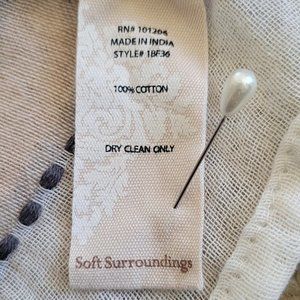 RN# 101204
MADE IN INDIA
STYLE# 1BF36
100% COTTON
DRY CLEAN ONLY
Soft Surroundings